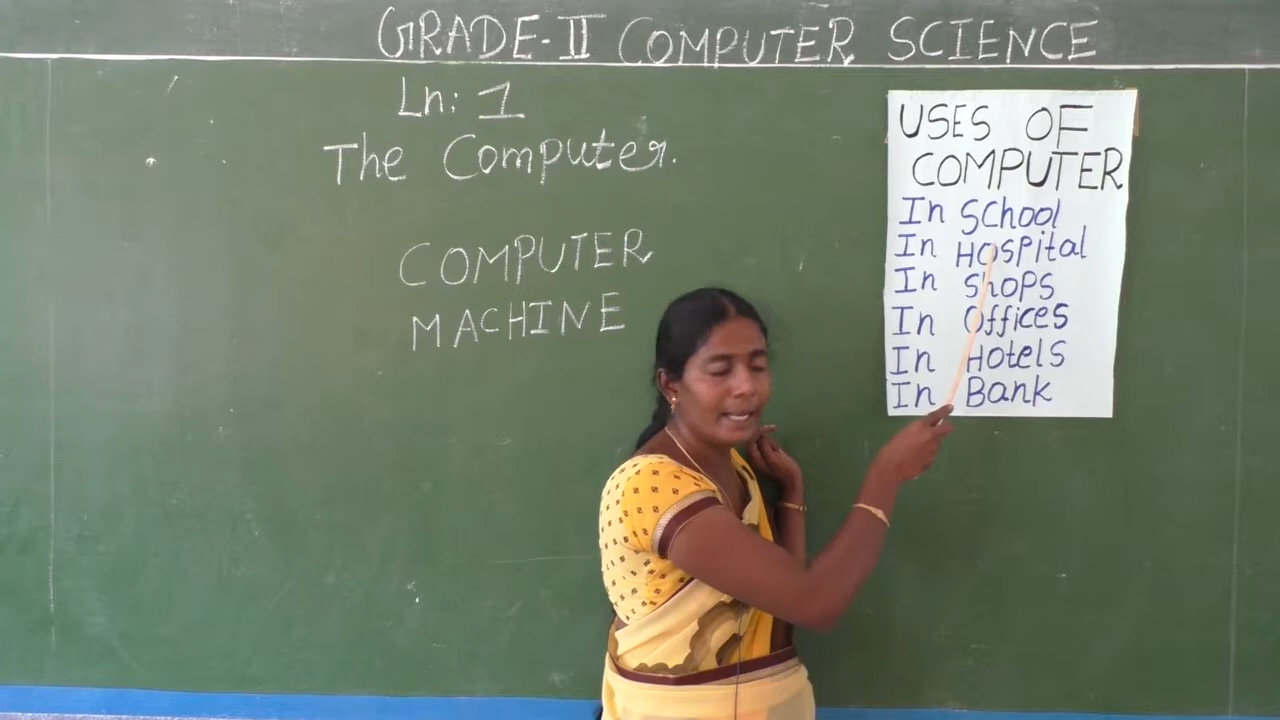 GRADE-II COMPUTER SCIENCE
Ln: 1
The Computer.
COMPUTER
MACHINE
USES OF
COMPUTER
In School
In Hospital
In Shops
In Offices
In Hotels
In Bank